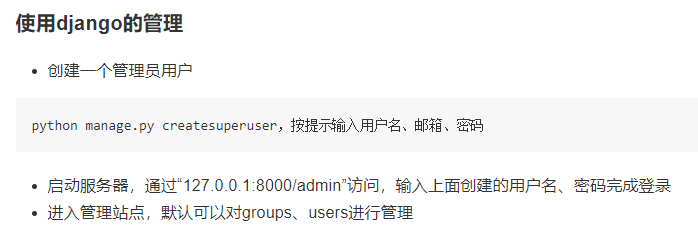 使用django的管理
创建一个管理员用户
python manage.py createsuperuser，按提示输入用户名、邮箱、密码
启动服务器，通过“127.0.0.1:8000/admin”访问，输入上面创建的用户名、密码完成登录
进入管理站点，默认可以对groups、users进行管理